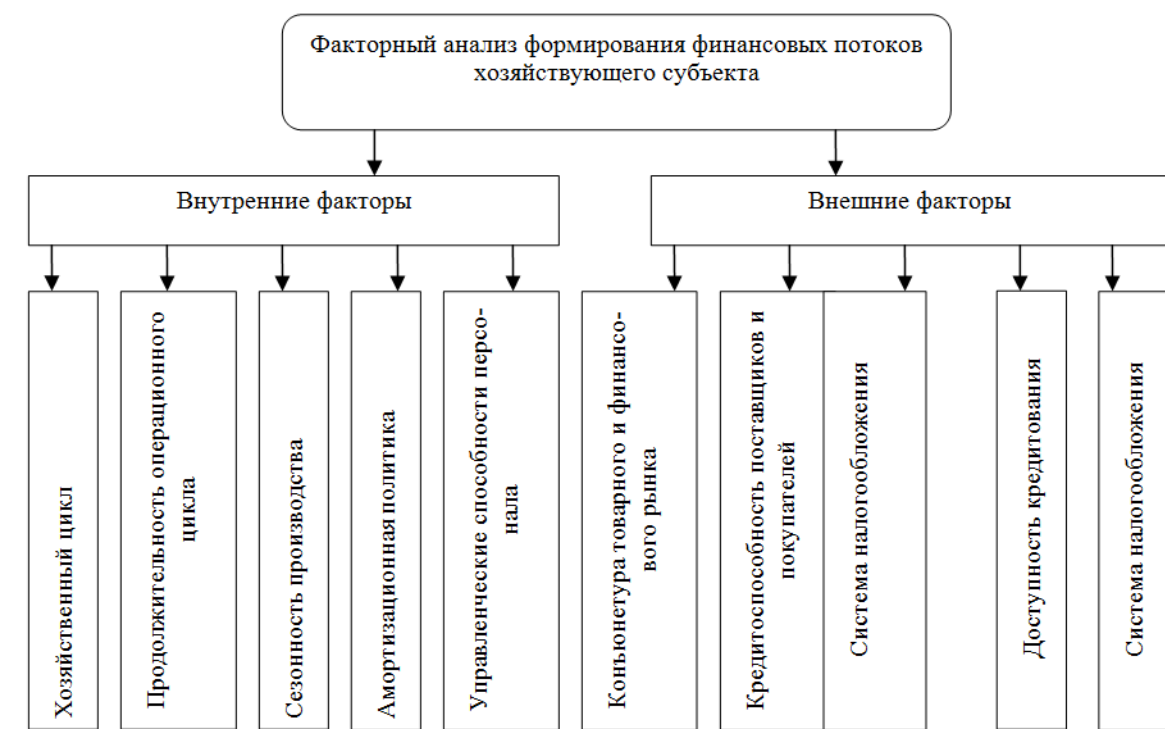 Факторный анализ формирования финансовых потоков
хозяйствующего субъекта
Внутренние факторы
Внешние факторы
Хозяйственный цикл
Продолжительность операционного
цикла
Сезонность производства
Амортизационная политика
Управленческие способности персо-
нала
Конъюнетура товарного и финансо-
вого рынка
Кредитоспособность поставщиков и
покупателей
Система налогообложения
Доступность кредитования
Система налогообложения